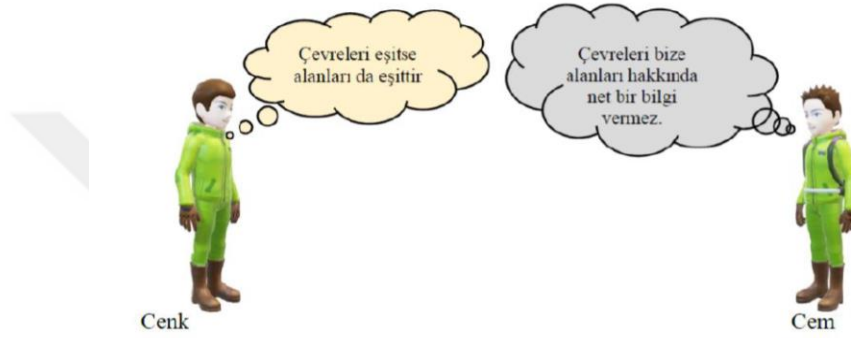 Çevreleri eşitse
alanları da eşittir
Çevreleri bize
alanları hakkında
net bir bilgi
vermez.
Cenk
Cem